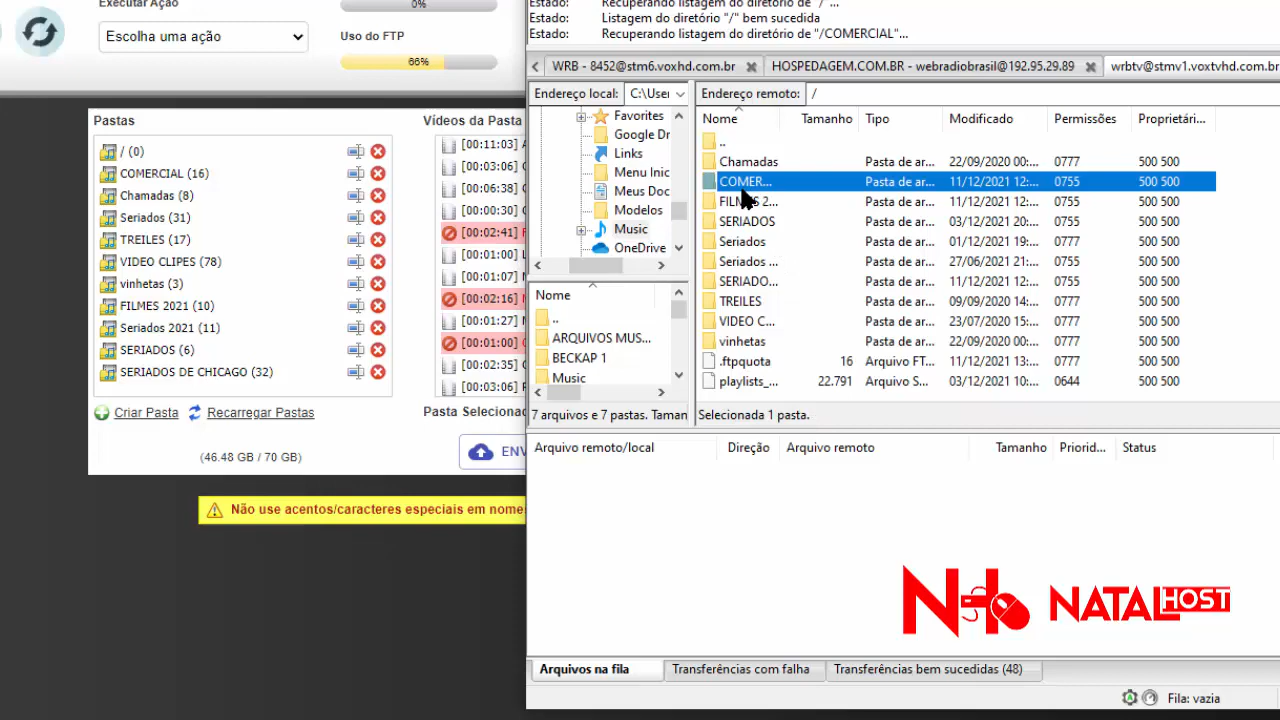 Executar Ação
Escolha uma ação
0%
Uso do FTP
66%
Pastas
/ (0)
COMERCIAL (16)
Chamadas (8)
Seriados (31)
TREILES (17)
VIDEO CLIPES (78)
vinhetas (3)
FILMES 2021 (10)
Seriados 2021 (11)
SERIADOS (6)
SERIADOS DE CHICAGO (32)
Criar Pasta Recarregar Pastas
(46.48 GB / 70 GB)
Vídeos da Pasta
[00:11:03]
[00:03:06]
[00:06:38]
[00:00:30]
[00:02:41]
[00:01:00]
[00:01:07]
[00:02:16]
[00:01:27]
[00:01:00]
[00:02:35]
[00:03:06]
Pasta Selecionad
ENV
Não use acentos/caracteres especiais em nome
Estado: Recuperando listagem do diretório de "/"...
Estado: Listagem do diretório "/" bem sucedida
Estado: Recuperando listagem do diretório de "/COMERCIAL"...
WRB - 8452@stm6.voxhd.com.br HOSPEDAGEM.COM.BR - webradiobrasil@192.95.29.89 wrbtv@stmv1.voxtvhd.com.br
Endereço local: C:\User
Favorites
Google Dr
Links
Menu Inic
Meus Doc
Modelos
Music
OneDrive
Nome
..
ARQUIVOS MUS...
BECKAP 1
Music
7 arquivos e 7 pastas. Taman
Endereço remoto: /
Nome Tamanho Tipo Modificado Permissões Proprietári...
..
Chamadas Pasta de ar... 22/09/2020 00:... 0777 500 500
COMER... Pasta de ar... 11/12/2021 12:... 0755 500 500
FILMES 2... Pasta de ar... 11/12/2021 12:... 0755 500 500
SERIADOS Pasta de ar... 03/12/2021 20:... 0755 500 500
Seriados Pasta de ar... 01/12/2021 19:... 0777 500 500
Seriados ... Pasta de ar... 27/06/2021 21:... 0755 500 500
SERIADO... Pasta de ar... 11/12/2021 12:... 0755 500 500
TREILES Pasta de ar... 09/09/2020 14:... 0777 500 500
VIDEO C... Pasta de ar... 23/07/2020 15:... 0777 500 500
vinhetas Pasta de ar... 22/09/2020 00:... 0777 500 500
.ftpquota 16 Arquivo FT... 11/12/2021 13:... 0777 500 500
playlists_... 22.791 Arquivo S... 03/12/2021 10:... 0644 500 500
Selecionada 1 pasta.
Arquivo remoto/local Direção Arquivo remoto Tamanho Priorid... Status
NATALHOST
Arquivos na fila Transferências com falha Transferências bem sucedidas (48)
Fila: vazia